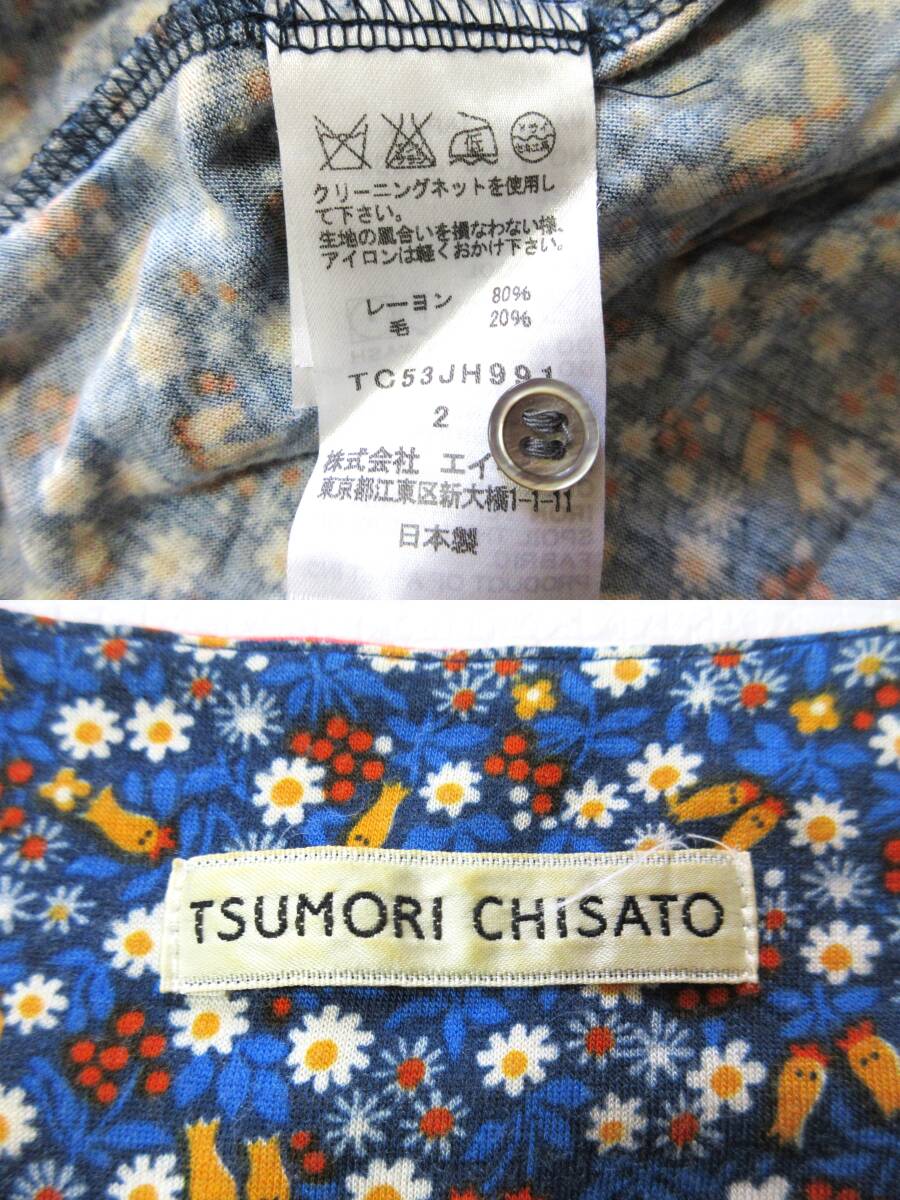 クリーニングネットを使用し
て下さい。
生地の風合いを損なわない様、
アイロンは軽くおかけ下さい。
レーヨン 80%
毛 20%
TC53JH991
2
株式会社 エイ
東京都江東区新大橋1-1-11
日本製
TSUMORI CHISATO